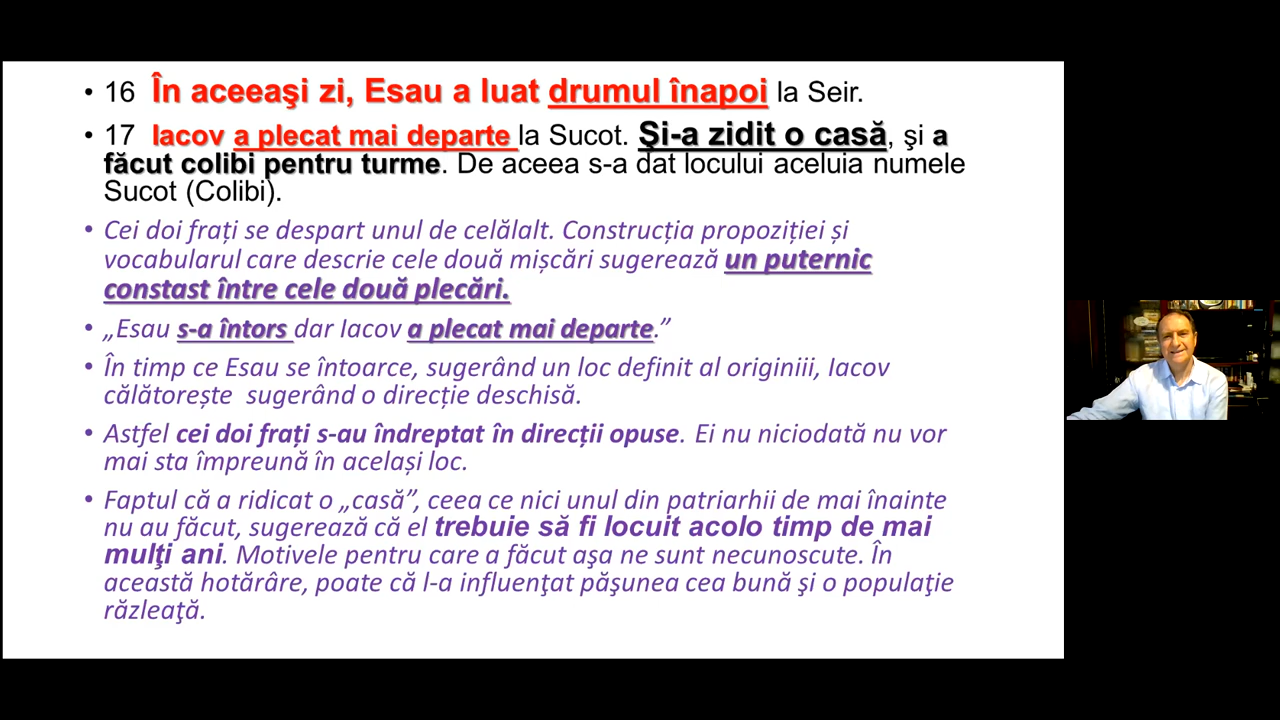 • 16 În aceeaşi zi, Esau a luat drumul înapoi la Seir.
• 17 Iacov a plecat mai departe la Sucot. Şi-a zidit o casă, şi a
făcut colibi pentru turme. De aceea s-a dat locului aceluia numele
Sucot (Colibi).
• Cei doi frați se despart unul de celălalt. Construcția propoziției și
vocabularul care descrie cele două mișcări sugerează un puternic
constast între cele două plecări.
• „Esau s-a întors dar Iacov a plecat mai departe.”
• În timp ce Esau se întoarce, sugerând un loc definit al originiii, Iacov
călătorește sugerând o direcție deschisă.
• Astfel cei doi frați s-au îndreptat în direcții opuse. Ei nu niciodată nu vor
mai sta împreună în același loc.
• Faptul că a ridicat o „casă”, ceea ce nici unul din patriarhii de mai înainte
nu au făcut, sugerează că el trebuie să fi locuit acolo timp de mai
mulţi ani. Motivele pentru care a făcut aşa ne sunt necunoscute. În
această hotărâre, poate că l-a influenţat păşunea cea bună şi o populaţie
răzleaţă.